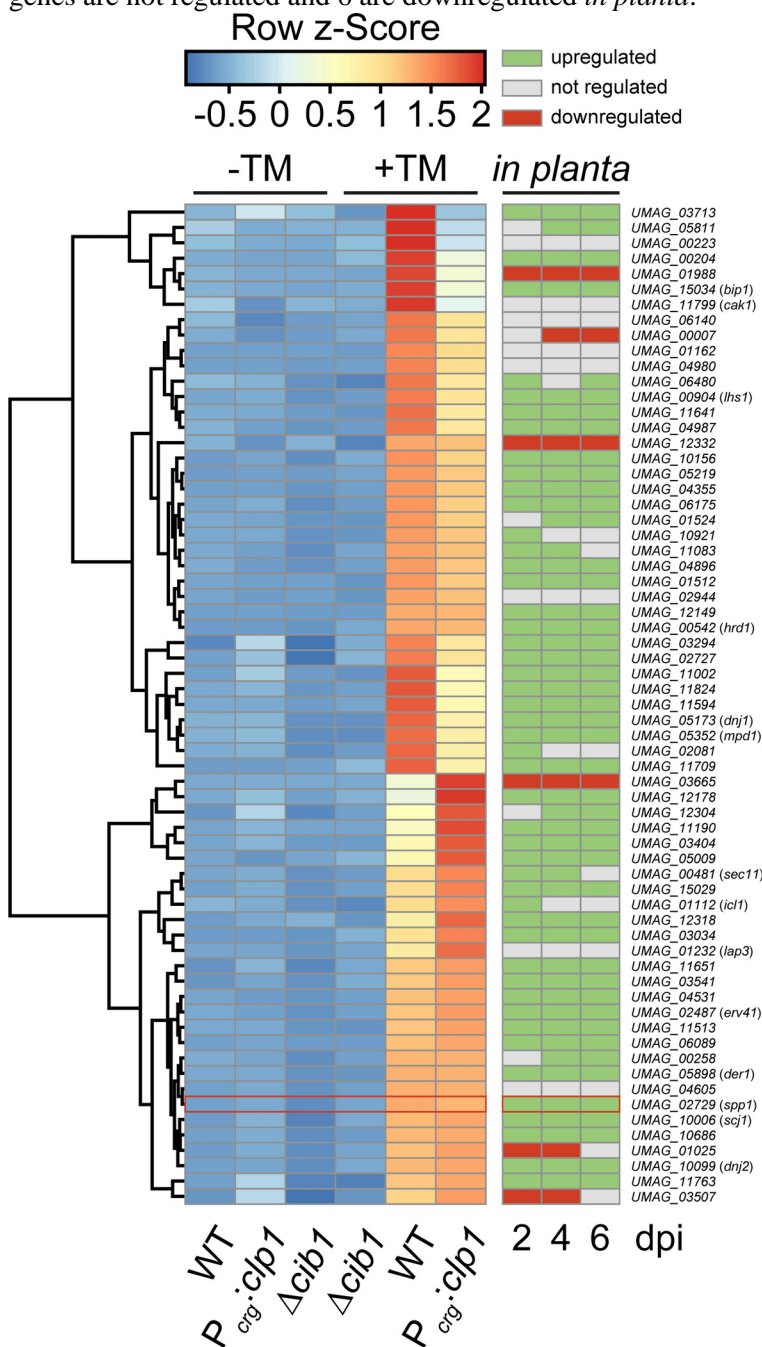 genes are not regulated and 6 are downregulated in planta.
Row z-Score
-0.5 0 0.5 1 1.5 2
upregulated
not regulated
downregulated
-TM +TM in planta
UMAG_03713
UMAG_05811
UMAG_00223
UMAG_00204
UMAG_01988
UMAG_15034 (bip1)
UMAG_11799 (cak1)
UMAG_06140
UMAG_00007
UMAG_01162
UMAG_04980
UMAG_06480
UMAG_00904 (lhs1)
UMAG_11641
UMAG_04987
UMAG_12332
UMAG_10156
UMAG_05219
UMAG_04355
UMAG_06175
UMAG_01524
UMAG_10921
UMAG_11083
UMAG_04896
UMAG_01512
UMAG_02944
UMAG_12149
UMAG_00542 (hrd1)
UMAG_03294
UMAG_02727
UMAG_11002
UMAG_11824
UMAG_11594
UMAG_05173 (dnj1)
UMAG_05352 (mpd1)
UMAG_02081
UMAG_11709
UMAG_03665
UMAG_12178
UMAG_12304
UMAG_11190
UMAG_03404
UMAG_05009
UMAG_00481 (sec11)
UMAG_15029
UMAG_01112 (icl1)
UMAG_12318
UMAG_03034
UMAG_01232 (lap3)
UMAG_11651
UMAG_03541
UMAG_04531
UMAG_02487 (erv41)
UMAG_11513
UMAG_06089
UMAG_00258
UMAG_05898 (der1)
UMAG_04605
UMAG_02729 (spp1)
UMAG_10006 (scj1)
UMAG_10686
UMAG_01025
UMAG_10099 (dnj2)
UMAG_11763
UMAG_03507
WT Pcrg:clp1 Δcib1 Δcib1 WT Pcrg:clp1 2 4 6 dpi